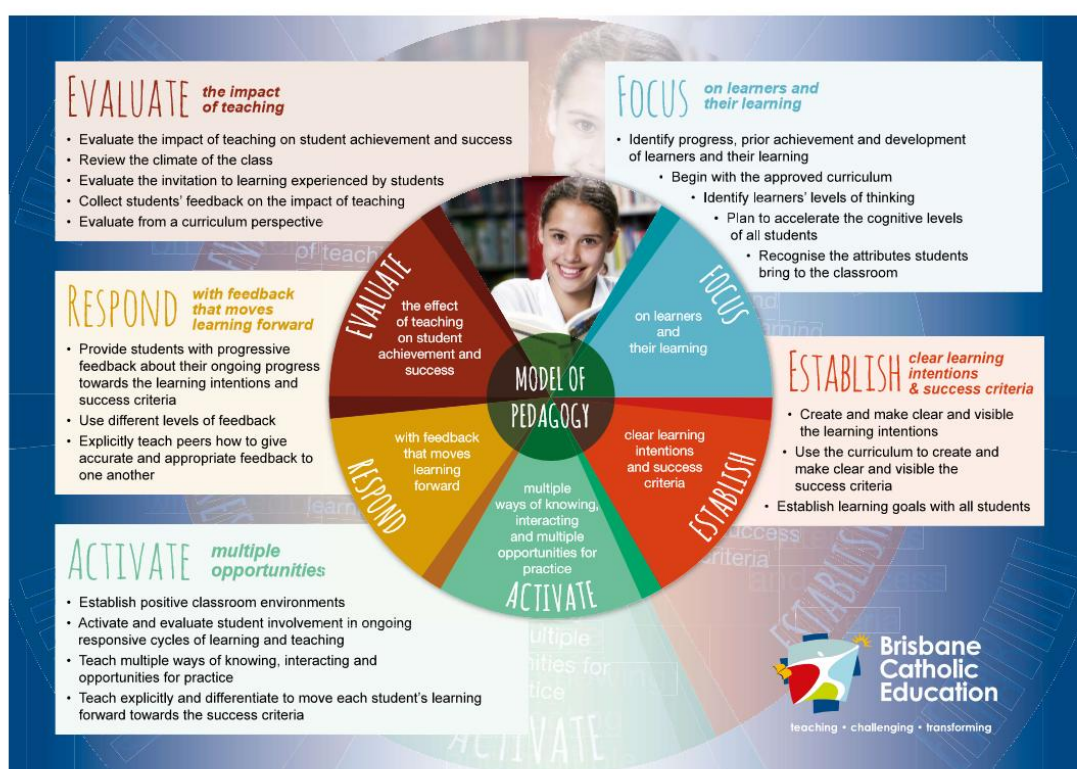 EVALUATE the impact
of teaching
• Evaluate the impact of teaching on student achievement and success
• Review the climate of the class
• Evaluate the invitation to learning experienced by students
• Collect students' feedback on the impact of teaching
• Evaluate from a curriculum perspective
FOCUS on learners and
their learning
• Identify progress, prior achievement and development
of learners and their learning
• Begin with the approved curriculum
• Identify learners' levels of thinking
• Plan to accelerate the cognitive levels
of all students
• Recognise the attributes students
bring to the classroom
RESPOND with feedback
that moves
learning forward
• Provide students with progressive
feedback about their ongoing progress
towards the learning intentions and
success criteria
• Use different levels of feedback
• Explicitly teach peers how to give
accurate and appropriate feedback to
one another
ESTABLISH clear learning
intentions
& success criteria
• Create and make clear and visible
the learning intentions
• Use the curriculum to create and
make clear and visible the
success criteria
• Establish learning goals with all students
ACTIVATE multiple
opportunities
• Establish positive classroom environments
• Activate and evaluate student involvement in ongoing
responsive cycles of learning and teaching
• Teach multiple ways of knowing, interacting and
opportunities for practice
• Teach explicitly and differentiate to move each student's learning
forward towards the success criteria
EVALUATE
the effect
of teaching
on student
achievement and
success
FOCUS
on learners
and
their learning
MODEL OF
PEDAGOGY
RESPOND
with feedback
that moves
learning
forward
clear learning
intentions
and success
criteria
ESTABLISH
multiple
ways of knowing,
interacting
and multiple
opportunities for
practice
ACTIVATE
Brisbane
Catholic
Education
teaching • challenging • transforming